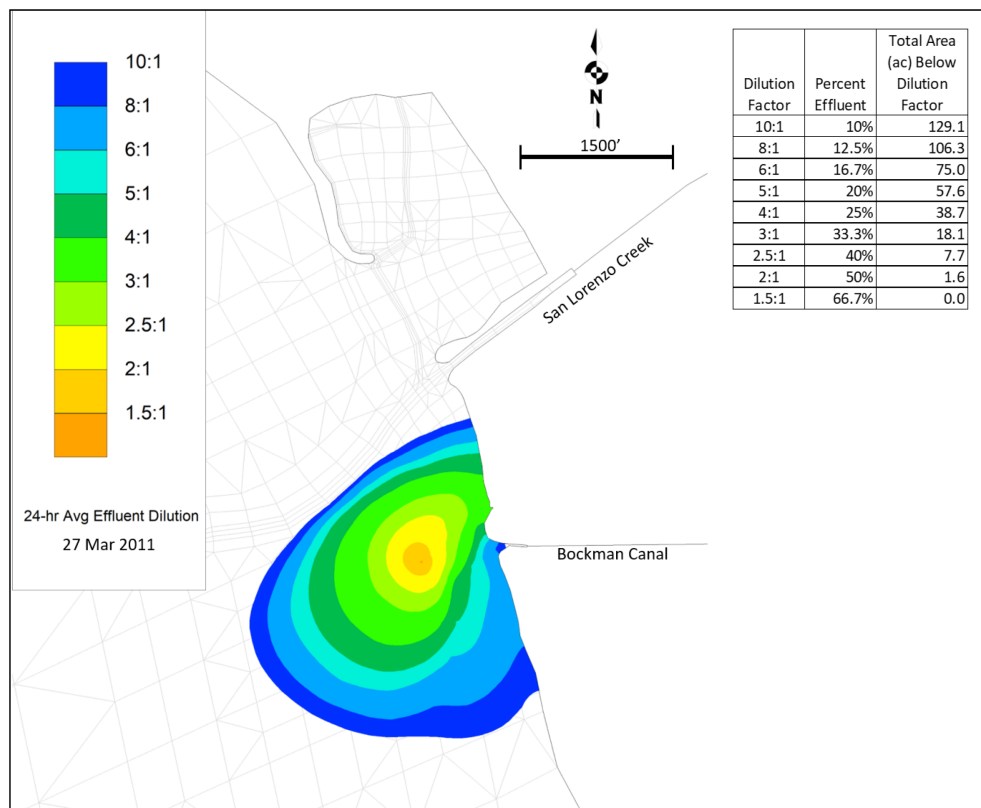 10:1
8:1
6:1
5:1
4:1
3:1
2.5:1
2:1
1.5:1
24-hr Avg Effluent Dilution
27 Mar 2011
N
1500’
San Lorenzo Creek
Bockman Canal
Dilution Factor Percent Effluent Total Area (ac) Below Dilution Factor
10:1 10% 129.1
8:1 12.5% 106.3
6:1 16.7% 75.0
5:1 20% 57.6
4:1 25% 38.7
3:1 33.3% 18.1
2.5:1 40% 7.7
2:1 50% 1.6
1.5:1 66.7% 0.0